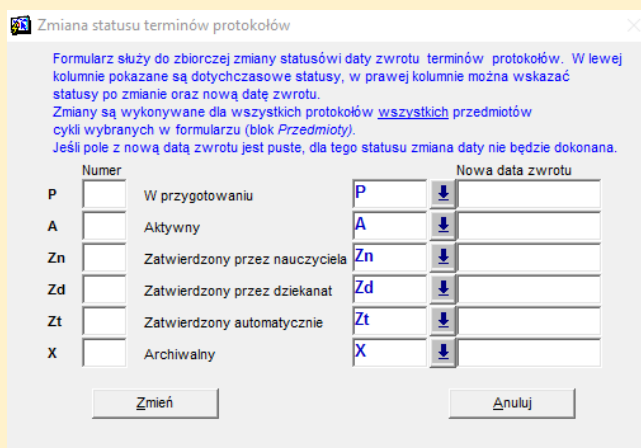 Zmiana statusu terminów protokołów
Formularz służy do zbiorczej zmiany statusówi daty zwrotu terminów protokołów. W lewej
kolumnie pokazane są dotychczasowe statusy, w prawej kolumnie można wskazać
statusy po zmianie oraz nową datę zwrotu.
Zmiany są wykonywane dla wszystkich protokołów wszystkich przedmiotów
cykli wybranych w formularzu (blok Przedmioty).
Jeśli pole z nową datą zwrotu jest puste, dla tego statusu zmiana daty nie będzie dokonana.
Numer Nowa data zwrotu
P W przygotowaniu P
A Aktywny A
Zn Zatwierdzony przez nauczyciela Zn
Zd Zatwierdzony przez dziekanat Zd
Zt Zatwierdzony automatycznie Zt
X Archiwalny X
Zmień Anuluj